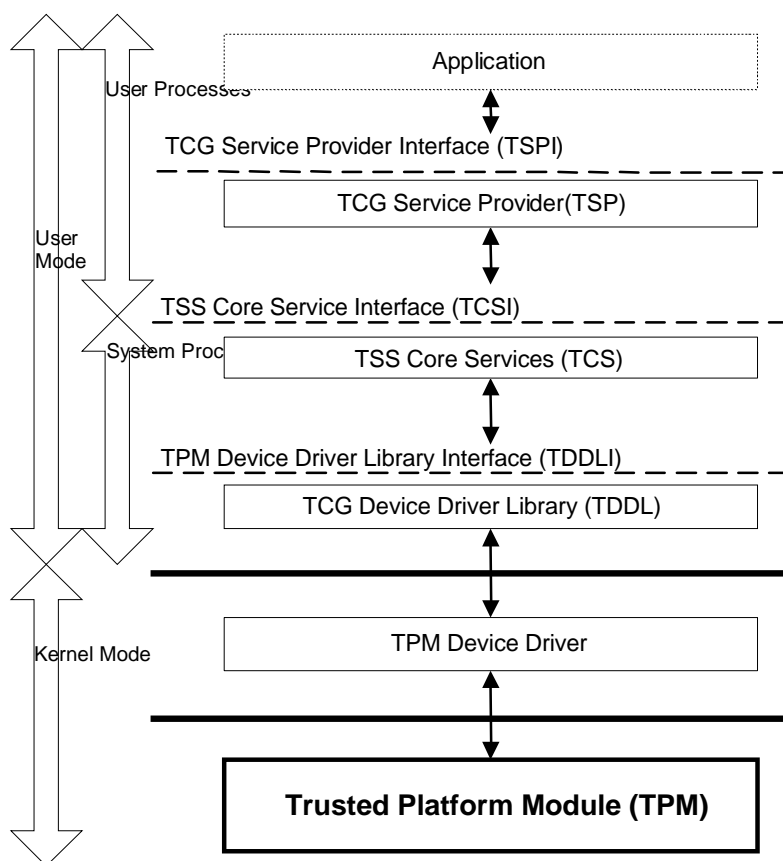 Application
User Processes
TCG Service Provider Interface (TSPI)
TCG Service Provider(TSP)
User
Mode
TSS Core Service Interface (TCSI)
System Proc
TSS Core Services (TCS)
TPM Device Driver Library Interface (TDDLI)
TCG Device Driver Library (TDDL)
TPM Device Driver
Kernel Mode
Trusted Platform Module (TPM)